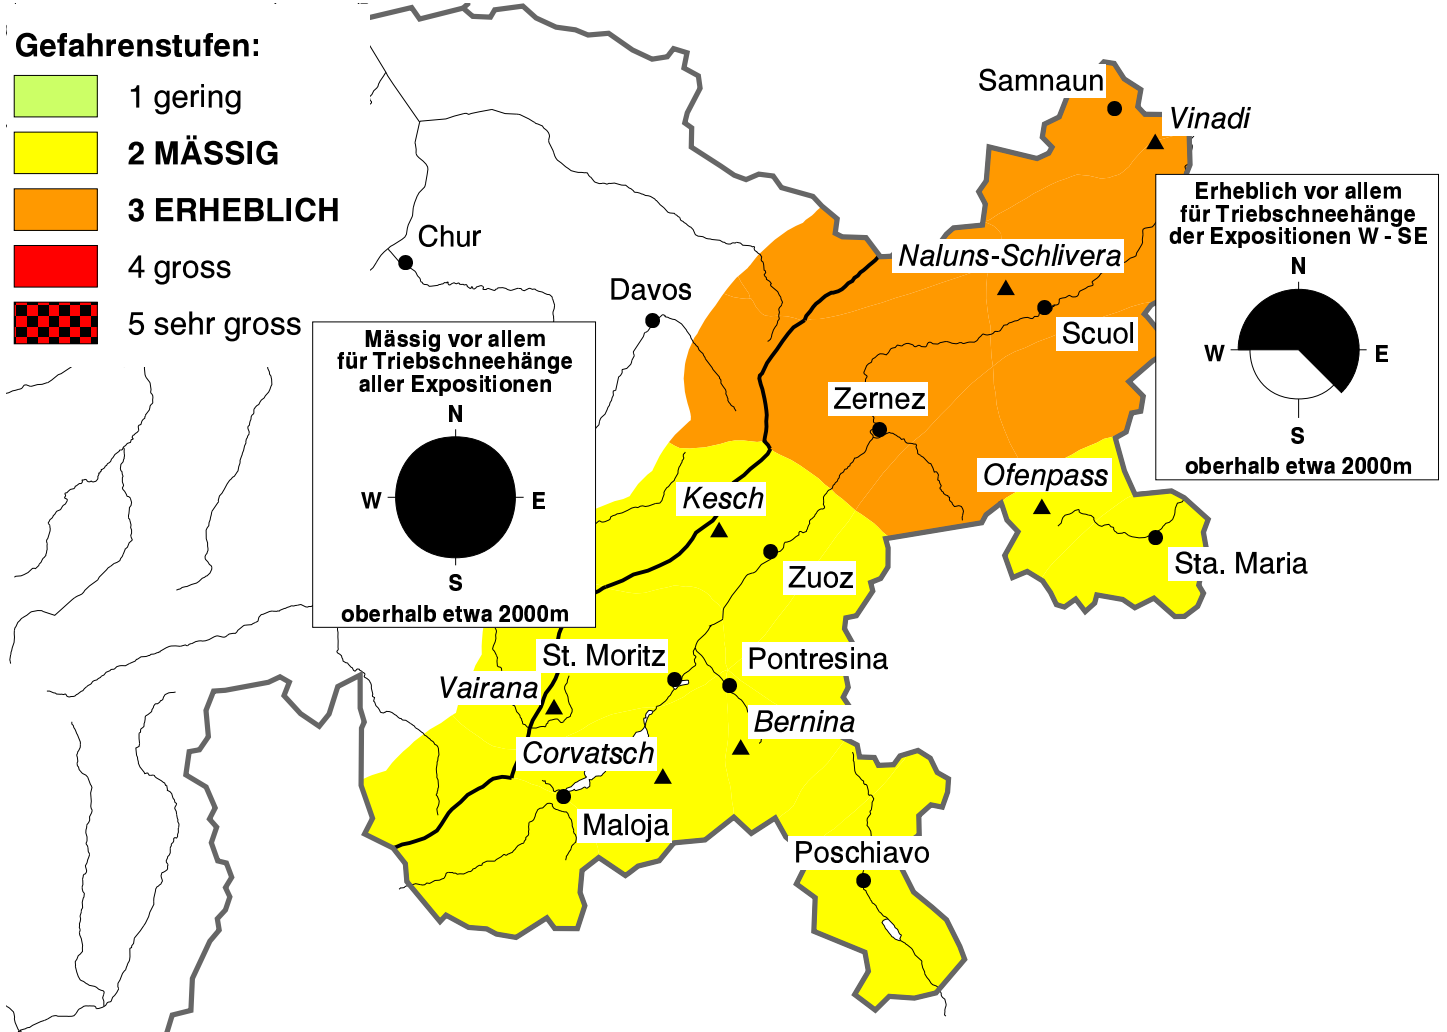 Gefahrenstufen:
1 gering
2 MÄSSIG
3 ERHEBLICH
4 gross
5 sehr gross
Samnaun
Vinadi
Chur
Davos
Naluns-Schlivera
Scuol
Zernez
Ofenpass
Sta. Maria
Kesch
Zuoz
St. Moritz
Pontresina
Vairana
Bernina
Corvatsch
Maloja
Poschiavo
Mässig vor allem
für Triebschneehänge
aller Expositionen
N
W
E
S
oberhalb etwa 2000m
Erheblich vor allem
für Triebschneehänge
der Expositionen W - SE
N
W
E
S
oberhalb etwa 2000m